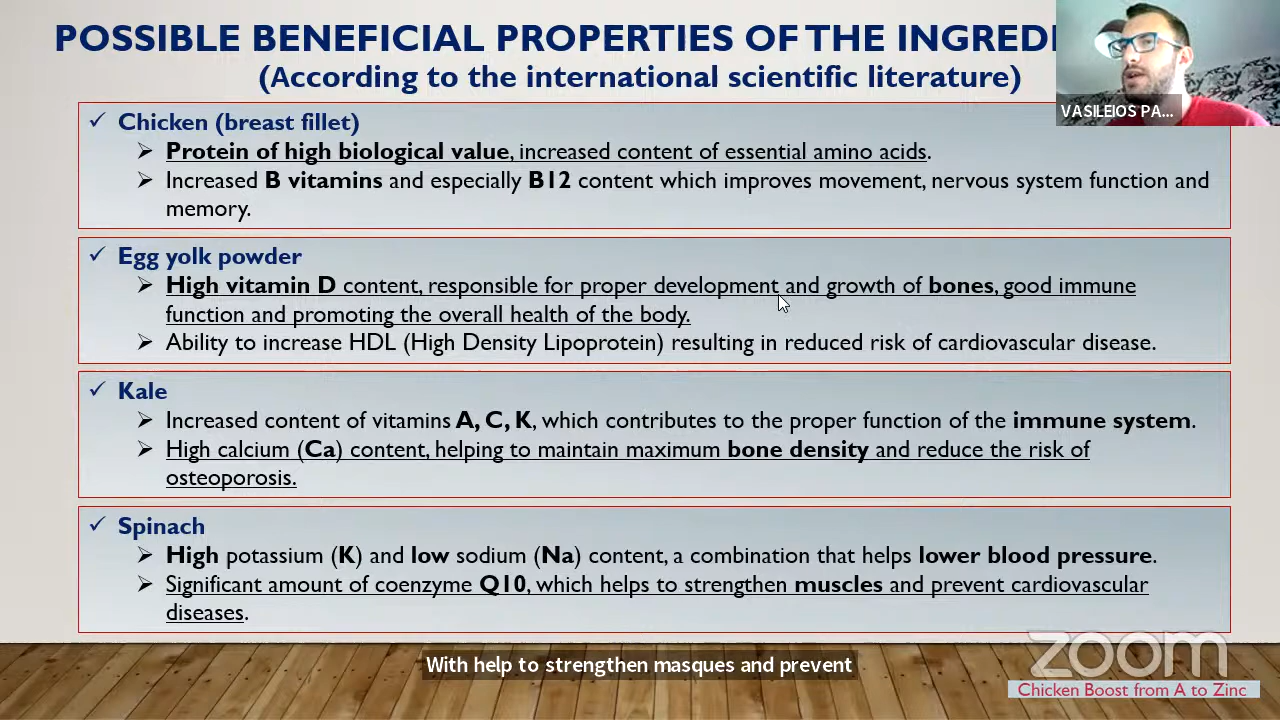 POSSIBLE BENEFICIAL PROPERTIES OF THE INGREDI
(According to the international scientific literature)
VASILEIOS PA...
✓ Chicken (breast fillet)
➢ Protein of high biological value, increased content of essential amino acids.
➢ Increased B vitamins and especially B12 content which improves movement, nervous system function and
memory.
✓ Egg yolk powder
➢ High vitamin D content, responsible for proper development and growth of bones, good immune
function and promoting the overall health of the body.
➢ Ability to increase HDL (High Density Lipoprotein) resulting in reduced risk of cardiovascular disease.
✓ Kale
➢ Increased content of vitamins A, C, K, which contributes to the proper function of the immune system.
➢ High calcium (Ca) content, helping to maintain maximum bone density and reduce the risk of
osteoporosis.
✓ Spinach
➢ High potassium (K) and low sodium (Na) content, a combination that helps lower blood pressure.
➢ Significant amount of coenzyme Q10, which helps to strengthen muscles and prevent cardiovascular
diseases.
With help to strengthen masques and prevent
zoom
Chicken Boost from A to Zinc